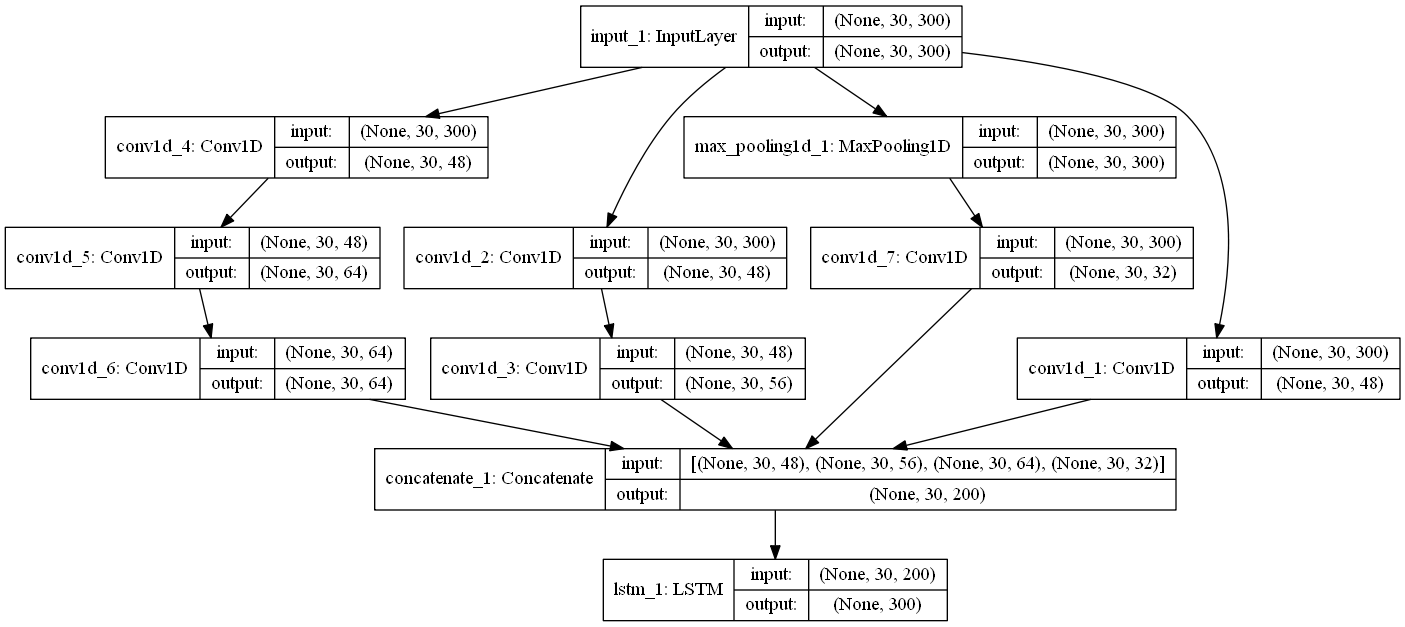 input_1: InputLayer
input: (None, 30, 300)
output: (None, 30, 300)
conv1d_4: Conv1D
input: (None, 30, 300)
output: (None, 30, 48)
max_pooling1d_1: MaxPooling1D
input: (None, 30, 300)
output: (None, 30, 300)
conv1d_5: Conv1D
input: (None, 30, 48)
output: (None, 30, 64)
conv1d_2: Conv1D
input: (None, 30, 300)
output: (None, 30, 48)
conv1d_7: Conv1D
input: (None, 30, 300)
output: (None, 30, 32)
conv1d_6: Conv1D
input: (None, 30, 64)
output: (None, 30, 64)
conv1d_3: Conv1D
input: (None, 30, 48)
output: (None, 30, 56)
conv1d_1: Conv1D
input: (None, 30, 300)
output: (None, 30, 48)
concatenate_1: Concatenate
input: [(None, 30, 48), (None, 30, 56), (None, 30, 64), (None, 30, 32)]
output: (None, 30, 200)
lstm_1: LSTM
input: (None, 30, 200)
output: (None, 300)